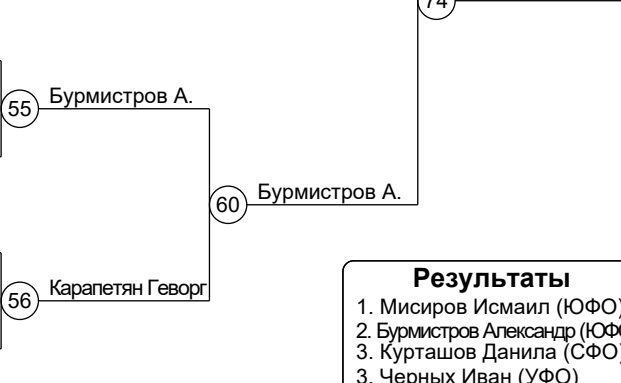 74
Бурмистров А.
55
Бурмистров А.
60
Карапетян Геворг
56
Результаты
1. Мисиров Исмаил (ЮФО)
2. Бурмистров Александр (ЮФО
3. Курташов Данила (СФО)
3. Черных Иван (УФО)